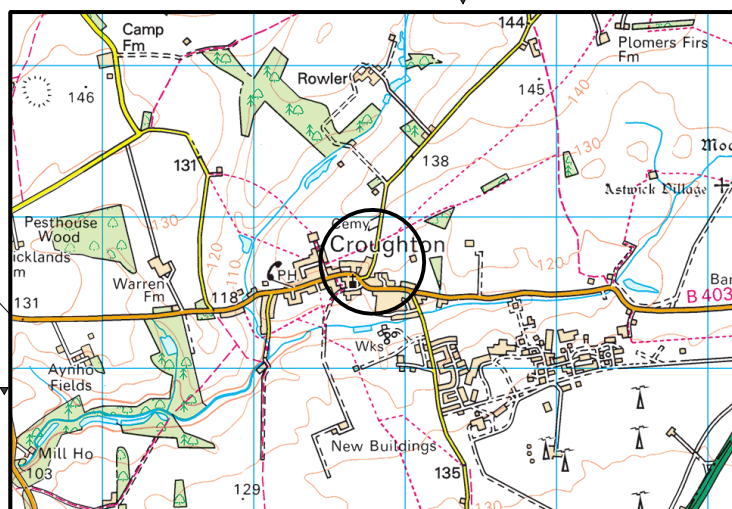 Camp
Fm
144
Plomers Firs
Fm
Rowler
146
145
140
138
130
131
Astwick Village
Pesthouse
Wood
130
Cemy
Croughton
icklands
m
120
110
PH
120
Warren
Fm
118
131
B 403
Wks
Aynho
Fields
New Buildings
Mill Ho
103
135
129
130